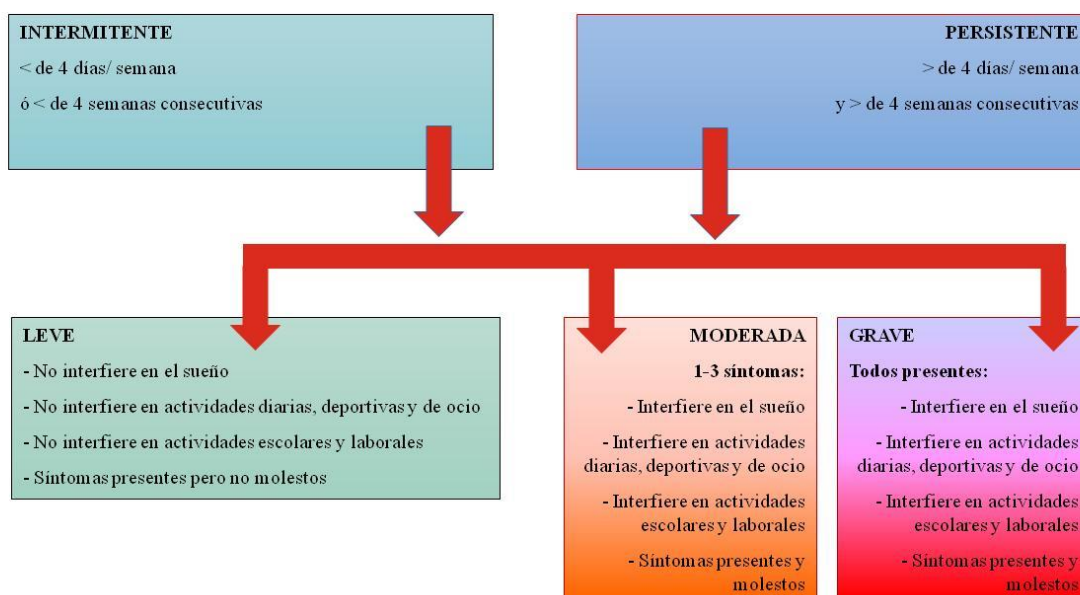 INTERMITENTE
< de 4 días/ semana
ó < de 4 semanas consecutivas
PERSISTENTE
> de 4 días/ semana
y > de 4 semanas consecutivas
LEVE
- No interfiere en el sueño
- No interfiere en actividades diarias, deportivas y de ocio
- No interfiere en actividades escolares y laborales
- Síntomas presentes pero no molestos
MODERADA
1-3 síntomas:
- Interfiere en el sueño
- Interfiere en actividades
diarias, deportivas y de ocio
- Interfiere en actividades
escolares y laborales
- Síntomas presentes y
molestos
GRAVE
Todos presentes:
- Interfiere en el sueño
- Interfiere en actividades
diarias, deportivas y de ocio
- Interfiere en actividades
escolares y laborales
- Síntomas presentes y
molestos